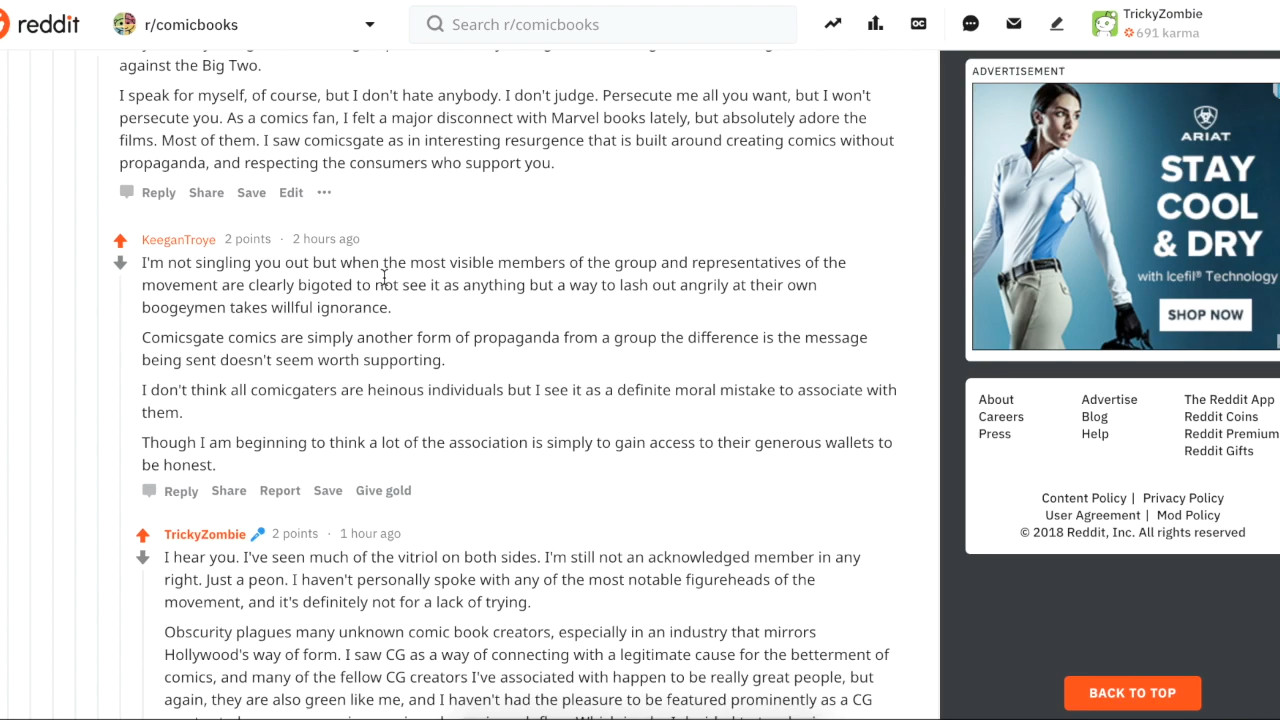 reddit
r/comicbooks
Search r/comicbooks
TrickyZombie
691 karma
against the Big Two.
I speak for myself, of course, but I don't hate anybody. I don't judge. Persecute me all you want, but I won't
persecute you. As a comics fan, I felt a major disconnect with Marvel books lately, but absolutely adore the
films. Most of them. I saw comicsgate as in interesting resurgence that is built around creating comics without
propaganda, and respecting the consumers who support you.
Reply Share Save Edit ...
KeeganTroye 2 points · 2 hours ago
I'm not singling you out but when the most visible members of the group and representatives of the
movement are clearly bigoted to not see it as anything but a way to lash out angrily at their own
boogeymen takes willful ignorance.
Comicsgate comics are simply another form of propaganda from a group the difference is the message
being sent doesn't seem worth supporting.
I don't think all comicgaters are heinous individuals but I see it as a definite moral mistake to associate with
them.
Though I am beginning to think a lot of the association is simply to gain access to their generous wallets to
be honest.
Reply Share Report Save Give gold
TrickyZombie 2 points · 1 hour ago
I hear you. I've seen much of the vitriol on both sides. I'm still not an acknowledged member in any
right. Just a peon. I haven't personally spoke with any of the most notable figureheads of the
movement, and it's definitely not for a lack of trying.
Obscurity plagues many unknown comic book creators, especially in an industry that mirrors
Hollywood's way of form. I saw CG as a way of connecting with a legitimate cause for the betterment of
comics, and many of the fellow CG creators I've associated with happen to be really great people, but
again, they are also green like me, and I haven't had the pleasure to be featured prominently as a CG
ADVERTISEMENT
ARIAT
STAY
COOL
& DRY
with Icefil® Technology
SHOP NOW
About Advertise The Reddit App
Careers Blog Reddit Coins
Press Help Reddit Premium
Reddit Gifts
Content Policy | Privacy Policy
User Agreement | Mod Policy
© 2018 Reddit, Inc. All rights reserved
BACK TO TOP